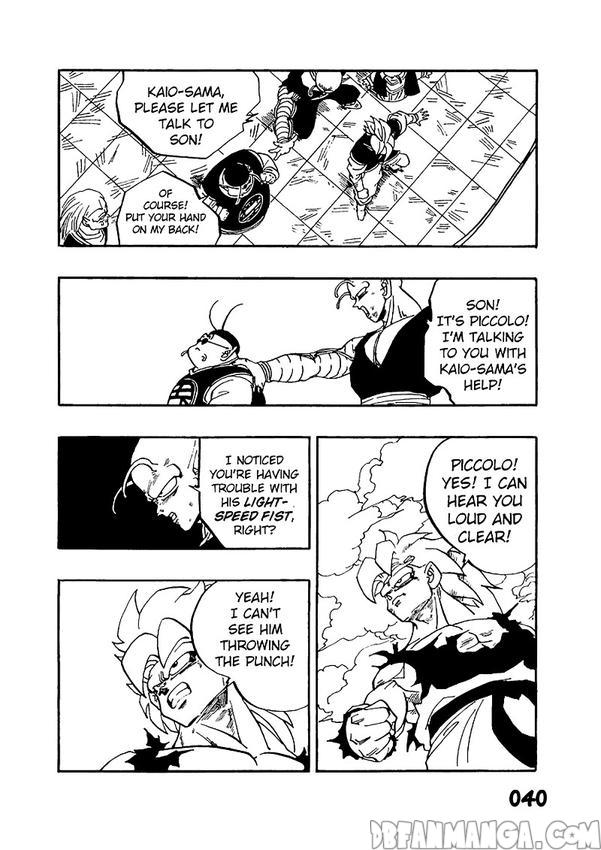 KAIO-SAMA,
PLEASE LET ME
TALK TO
SON!
OF
COURSE!
PUT YOUR HAND
ON MY BACK!
SON!
IT'S PICCOLO!
I'M TALKING
TO YOU WITH
KAIO-SAMA'S
HELP!
I NOTICED
YOU'RE HAVING
TROUBLE WITH
HIS LIGHT-
SPEED FIST,
RIGHT?
PICCOLO!
YES! I CAN
HEAR YOU
LOUD AND
CLEAR!
YEAH!
I CAN'T
SEE HIM
THROWING
THE PUNCH!
040
DBFANMANGA.COM